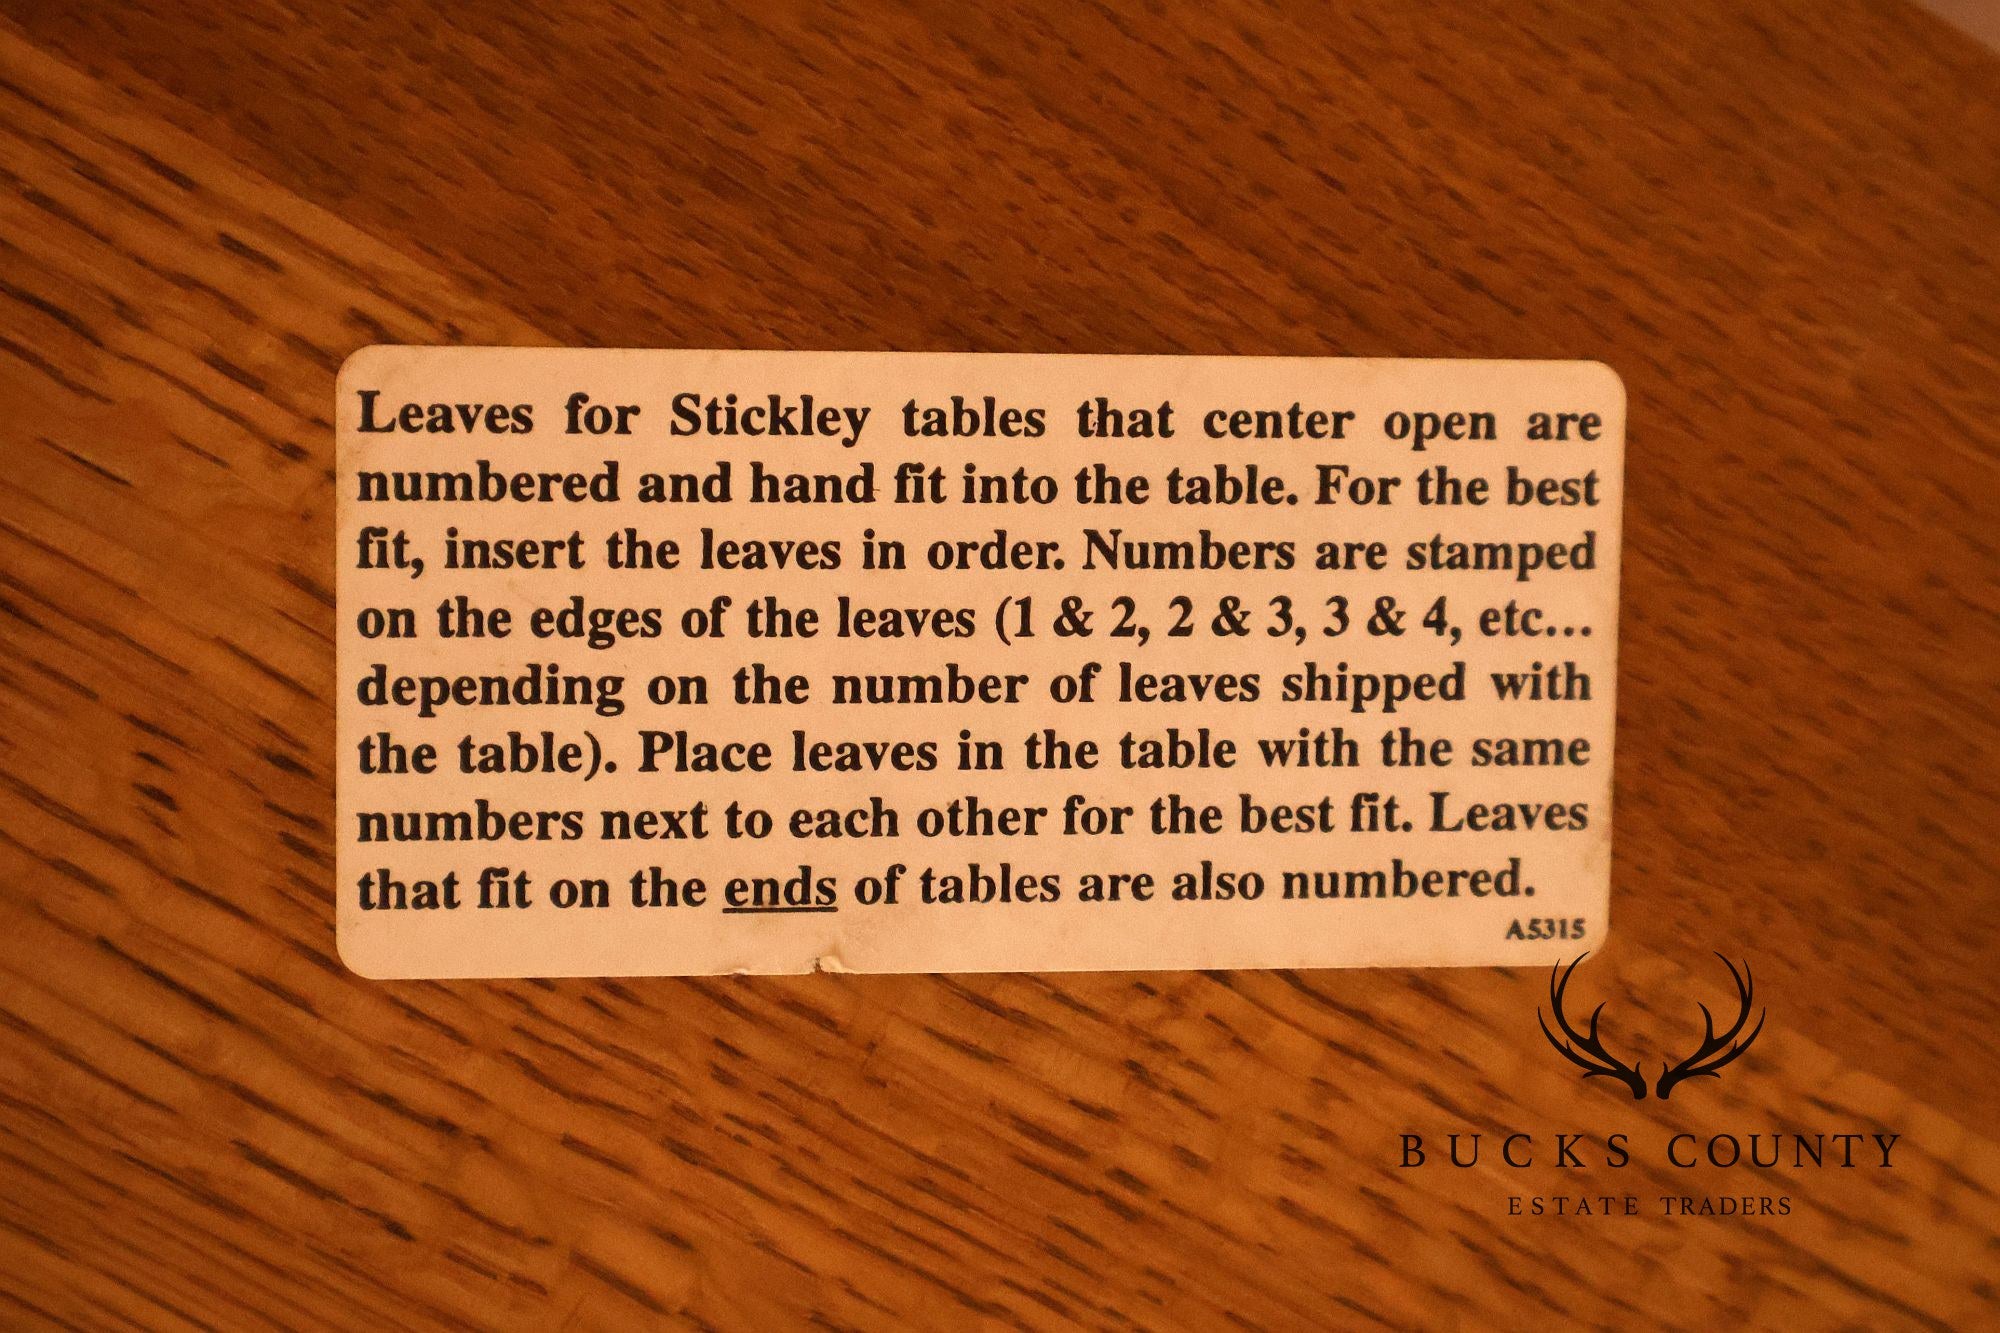 Leaves for Stickley tables that center open are
numbered and hand fit into the table. For the best
fit, insert the leaves in order. Numbers are stamped
on the edges of the leaves (1 & 2, 2 & 3, 3 & 4, etc...
depending on the number of leaves shipped with
the table). Place leaves in the table with the same
numbers next to each other for the best fit. Leaves
that fit on the ends of tables are also numbered.
A5315
BUCKS COUNTY
ESTATE TRADERS